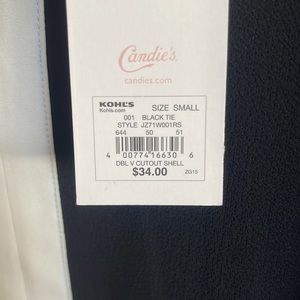 Candie's.
candies.com
KOHL'S SIZE SMALL
Kohls.com
001 BLACK TIE
STYLE JZ71W001RS
644 50 51
4 00774 16630 6
DBL V CUTOUT SHELL
$34.00 ZG15